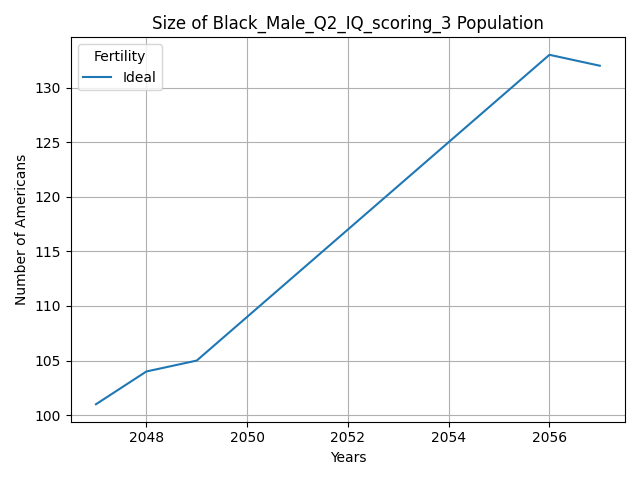 Size of Black_Male_Q2_IQ_scoring_3 Population
Fertility
Ideal
Number of Americans
130
125
120
115
110
105
100
2048 2050 2052 2054 2056
Years